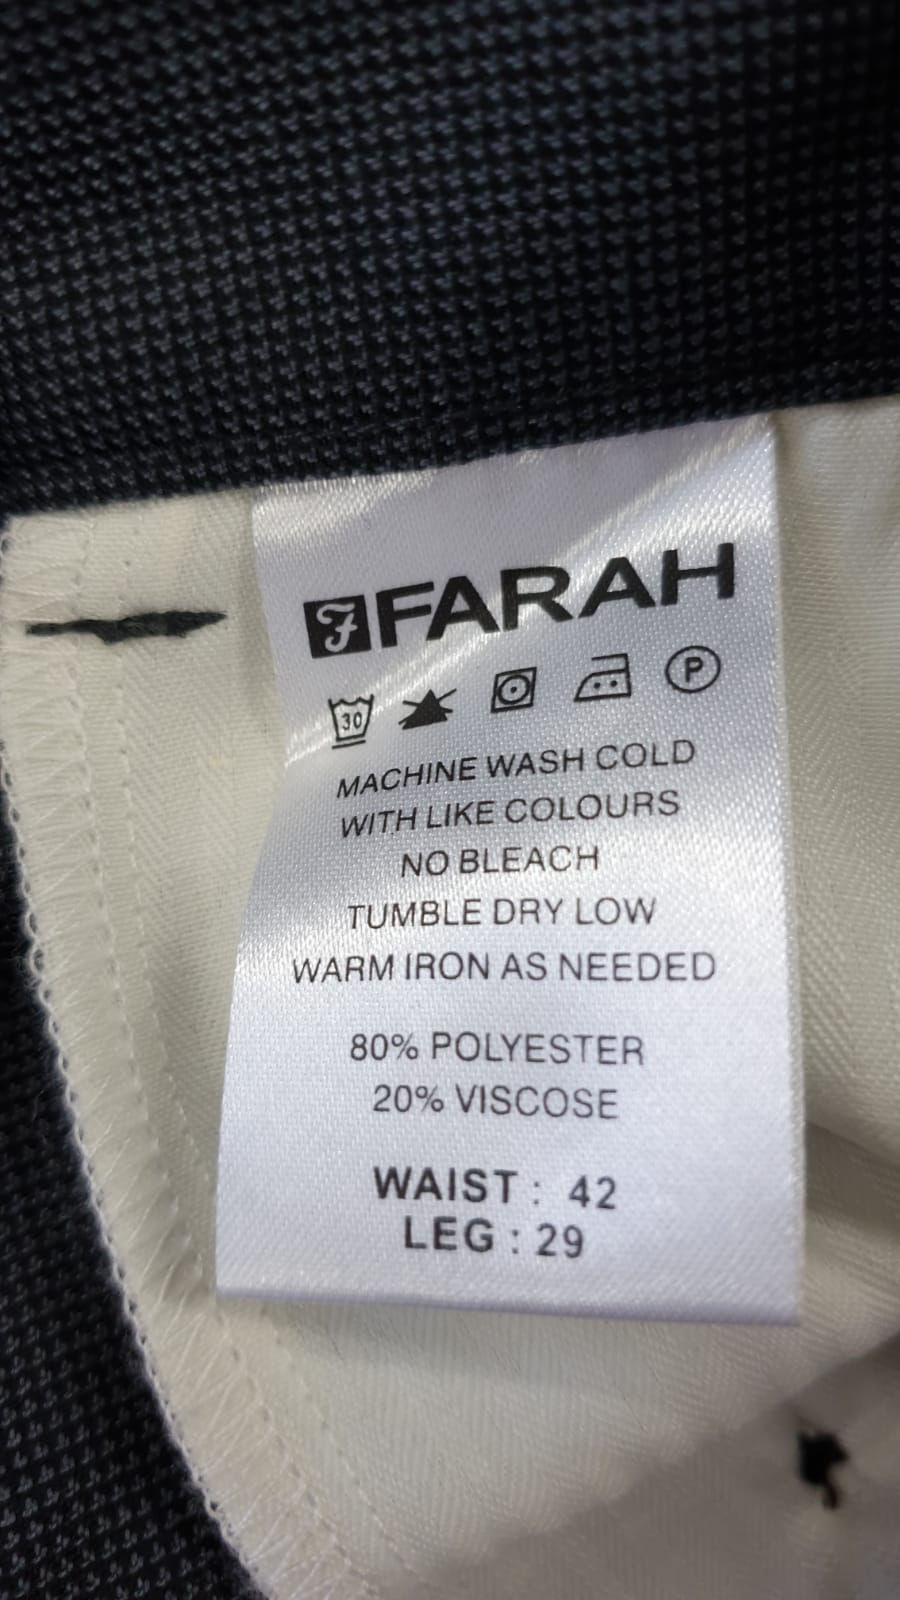 F FARAH
30 P
MACHINE WASH COLD
WITH LIKE COLOURS
NO BLEACH
TUMBLE DRY LOW
WARM IRON AS NEEDED
80% POLYESTER
20% VISCOSE
WAIST : 42
LEG : 29